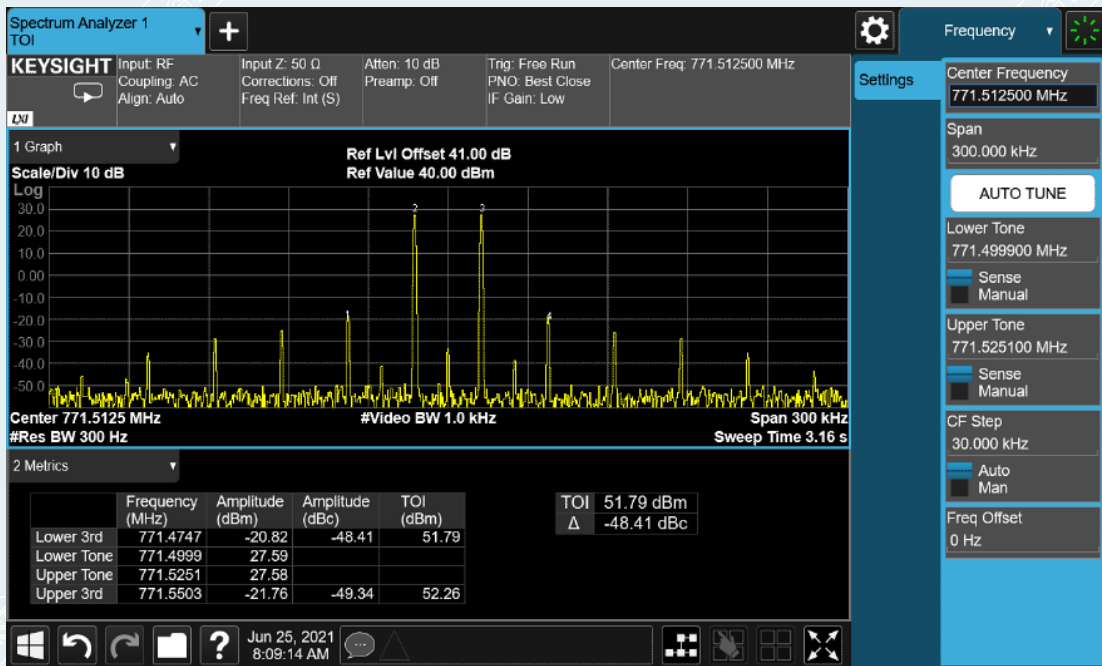 Spectrum Analyzer 1
TOI
+
Frequency
KEYSIGHT
Input: RF
Coupling: AC
Align: Auto
Input Z: 50 Ω
Corrections: Off
Freq Ref: Int (S)
Atten: 10 dB
Preamp: Off
Trig: Free Run
PNO: Best Close
IF Gain: Low
Center Freq: 771.512500 MHz
LXI
Settings
Center Frequency
771.512500 MHz
Span
300.000 kHz
AUTO TUNE
Lower Tone
771.499900 MHz
Sense
Manual
Upper Tone
771.525100 MHz
Sense
Manual
CF Step
30.000 kHz
Auto
Man
Freq Offset
0 Hz
1 Graph
Scale/Div 10 dB
Ref Lvl Offset 41.00 dB
Ref Value 40.00 dBm
Log
30.0
20.0
10.0
0.00
-10.0
-20.0
-30.0
-40.0
-50.0
1
2
3
4
Center 771.5125 MHz
#Video BW 1.0 kHz
Span 300 kHz
#Res BW 300 Hz
Sweep Time 3.16 s
2 Metrics
Frequency (MHz) Amplitude (dBm) Amplitude (dBc) TOI (dBm)
Lower 3rd 771.4747 -20.82 -48.41 51.79
Lower Tone 771.4999 27.59
Upper Tone 771.5251 27.58
Upper 3rd 771.5503 -21.76 -49.34 52.26
TOI 51.79 dBm
Δ -48.41 dBc
?
Jun 25, 2021
8:09:14 AM